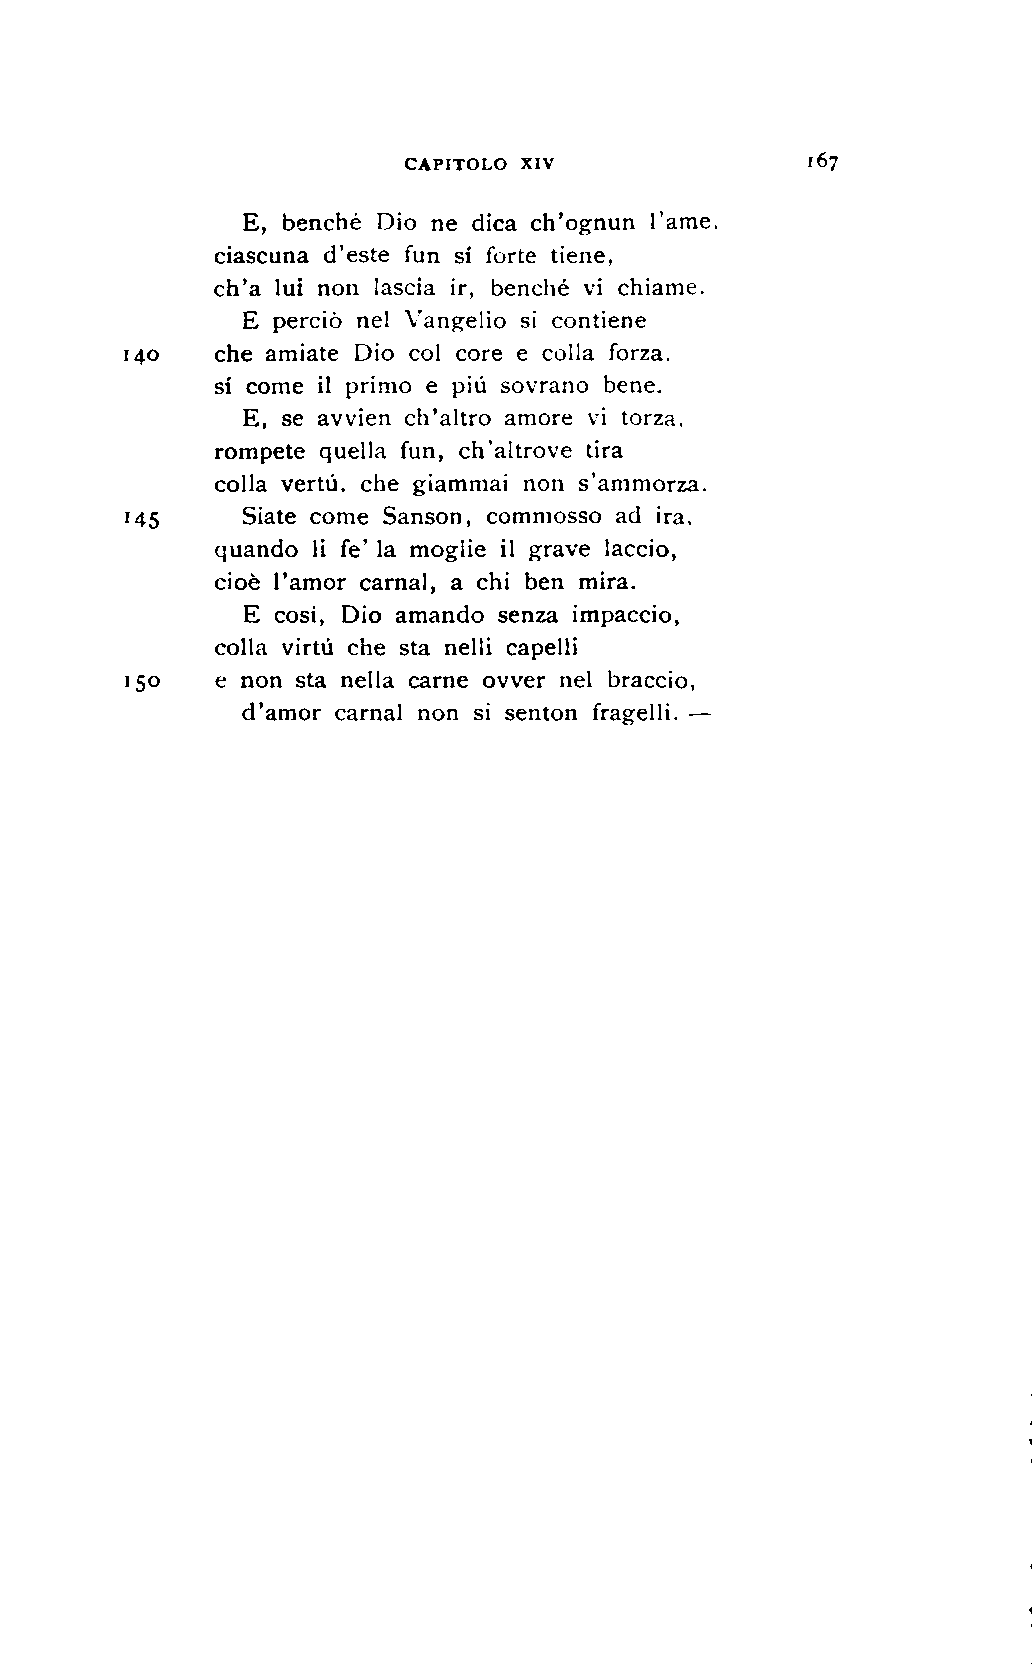 CAPITOLO XIV 167
E, benché Dio ne dica ch'ognun l'ame,
ciascuna d'este fun sí forte tiene,
ch'a lui non lascia ir, benché vi chiame.
E perciò nel Vangelio si contiene
140 che amiate Dio col core e colla forza,
sí come il primo e piú sovrano bene.
E, se avvien ch'altro amore vi torza,
rompete quella fun, ch'altrove tira
colla vertú, che giammai non s'ammorza.
145 Siate come Sanson, commosso ad ira,
quando li fe' la moglie il grave laccio,
cioè l'amor carnal, a chi ben mira.
E cosi, Dio amando senza impaccio,
colla virtú che sta nelli capelli
150 e non sta nella carne ovver nel braccio,
d'amor carnal non si senton fragelli. —